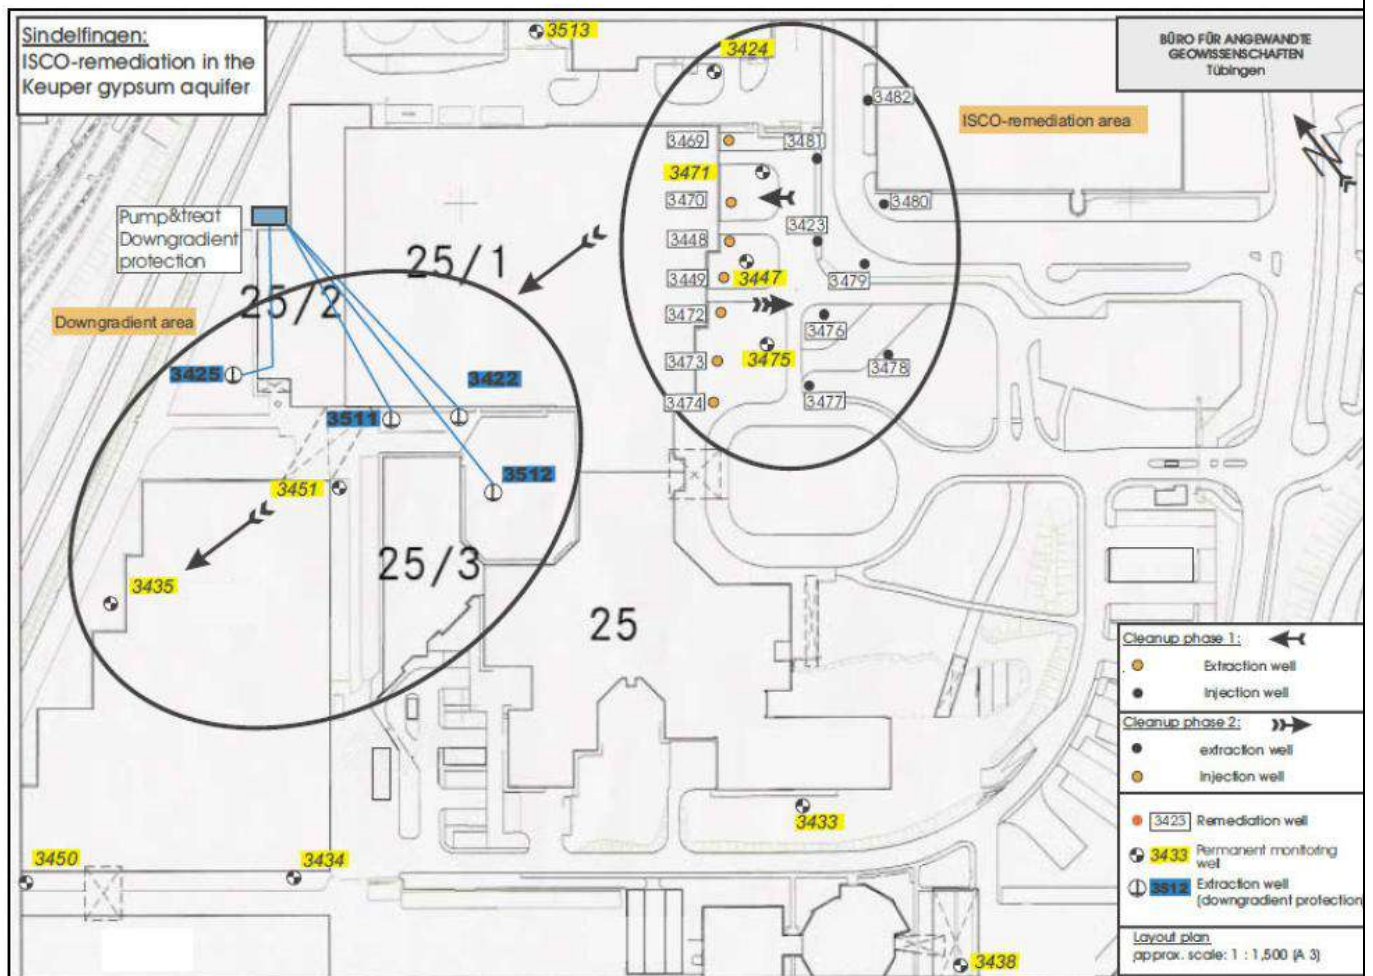 Sindelfingen:
ISCO-remediation in the
Keuper gypsum aquifer
3513
3424
BÜRO FÜR ANGEWANDTE
GEOWISSENSCHAFTEN
Tübingen
3482
ISCO-remediation area
3469
3481
3471
3470
3480
Pump&treat
Downgradient
protection
3423
3448
25/1
3449
3447
3479
25/2
3472
Downgradient area
3476
3473
3475
3478
3425
3422
3474
3477
3511
3512
3451
25/3
3435
25
Cleanup phase 1:
Extraction well
Injection well
Cleanup phase 2:
extraction well
Injection well
3423 Remediation well
3433 Permanent monitoring
well
3512 Extraction well
(downgradient protection
3433
3450
3434
Layout plan
approx. scale: 1 : 1,500 (A 3)
3438